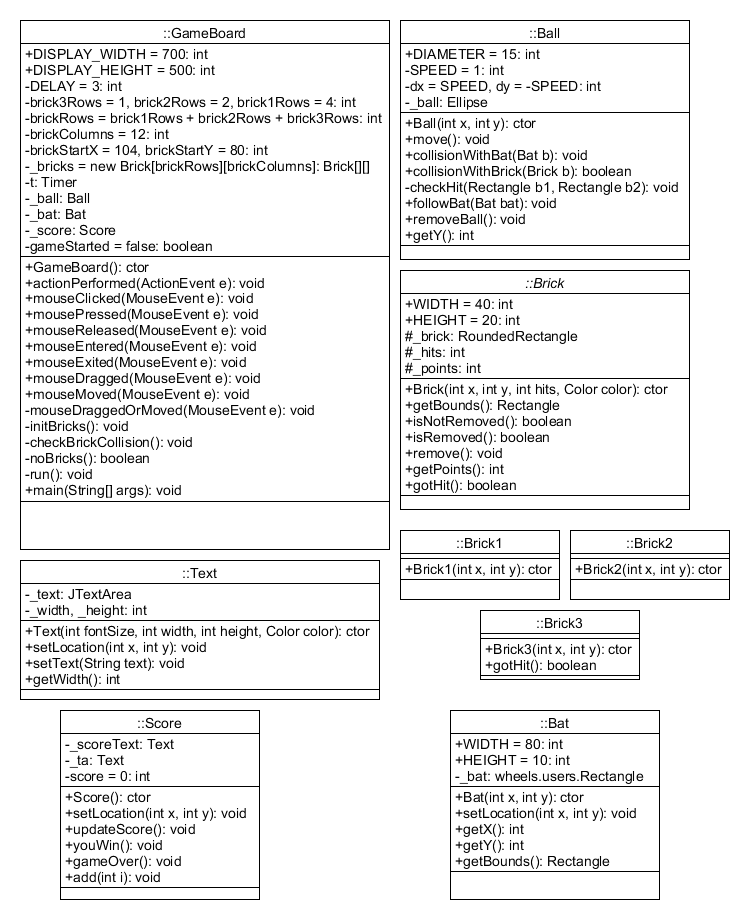 ::GameBoard
+DISPLAY_WIDTH = 700: int
+DISPLAY_HEIGHT = 500: int
-DELAY = 3: int
-brick3Rows = 1, brick2Rows = 2, brick1Rows = 4: int
-brickRows = brick1Rows + brick2Rows + brick3Rows: int
-brickColumns = 12: int
-brickStartX = 104, brickStartY = 80: int
-_bricks = new Brick[brickRows][brickColumns]: Brick[][]
-t: Timer
-_ball: Ball
-_bat: Bat
-_score: Score
-gameStarted = false: boolean
+GameBoard(): ctor
+actionPerformed(ActionEvent e): void
+mouseClicked(MouseEvent e): void
+mousePressed(MouseEvent e): void
+mouseReleased(MouseEvent e): void
+mouseEntered(MouseEvent e): void
+mouseExited(MouseEvent e): void
+mouseDragged(MouseEvent e): void
+mouseMoved(MouseEvent e): void
-mouseDraggedOrMoved(MouseEvent e): void
-initBricks(): void
-checkBrickCollision(): void
-noBricks(): boolean
-run(): void
+main(String[] args): void
::Ball
+DIAMETER = 15: int
-SPEED = 1: int
-dx = SPEED, dy = -SPEED: int
-_ball: Ellipse
+Ball(int x, int y): ctor
+move(): void
+collisionWithBat(Bat b): void
+collisionWithBrick(Brick b): boolean
-checkHit(Rectangle b1, Rectangle b2): void
+followBat(Bat bat): void
+removeBall(): void
+getY(): int
::Brick
+WIDTH = 40: int
+HEIGHT = 20: int
#_brick: RoundedRectangle
#_hits: int
#_points: int
+Brick(int x, int y, int hits, Color color): ctor
+getBounds(): Rectangle
+isNotRemoved(): boolean
+isRemoved(): boolean
+remove(): void
+getPoints(): int
+gotHit(): boolean
::Brick1
+Brick1(int x, int y): ctor
::Brick2
+Brick2(int x, int y): ctor
::Text
-_text: JTextArea
-_width, _height: int
+Text(int fontSize, int width, int height, Color color): ctor
+setLocation(int x, int y): void
+setText(String text): void
+getWidth(): int
::Brick3
+Brick3(int x, int y): ctor
+gotHit(): boolean
::Score
-_scoreText: Text
-_ta: Text
-score = 0: int
+Score(): ctor
+setLocation(int x, int y): void
+updateScore(): void
+youWin(): void
+gameOver(): void
+add(int i): void
::Bat
+WIDTH = 80: int
+HEIGHT = 10: int
-_bat: wheels.users.Rectangle
+Bat(int x, int y): ctor
+setLocation(int x, int y): void
+getX(): int
+getY(): int
+getBounds(): Rectangle